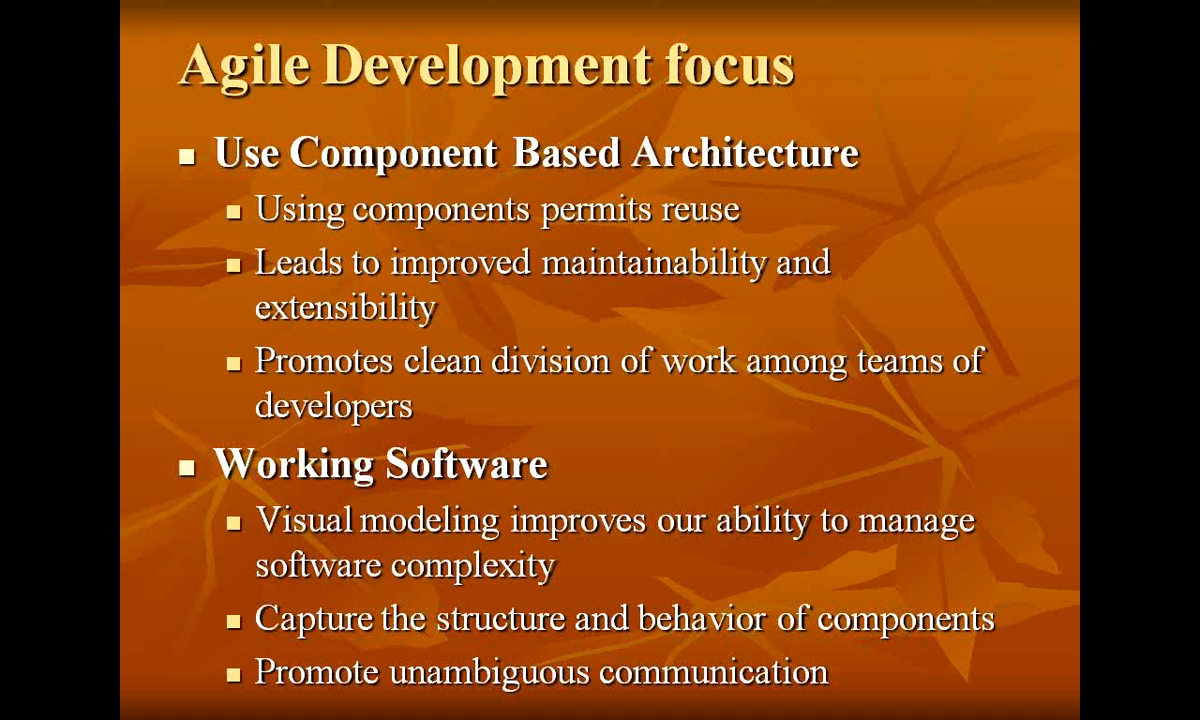 Agile Development focus
Use Component Based Architecture
Using components permits reuse
Leads to improved maintainability and
extensibility
Promotes clean division of work among teams of
developers
Working Software
Visual modeling improves our ability to manage
software complexity
Capture the structure and behavior of components
Promote unambiguous communication